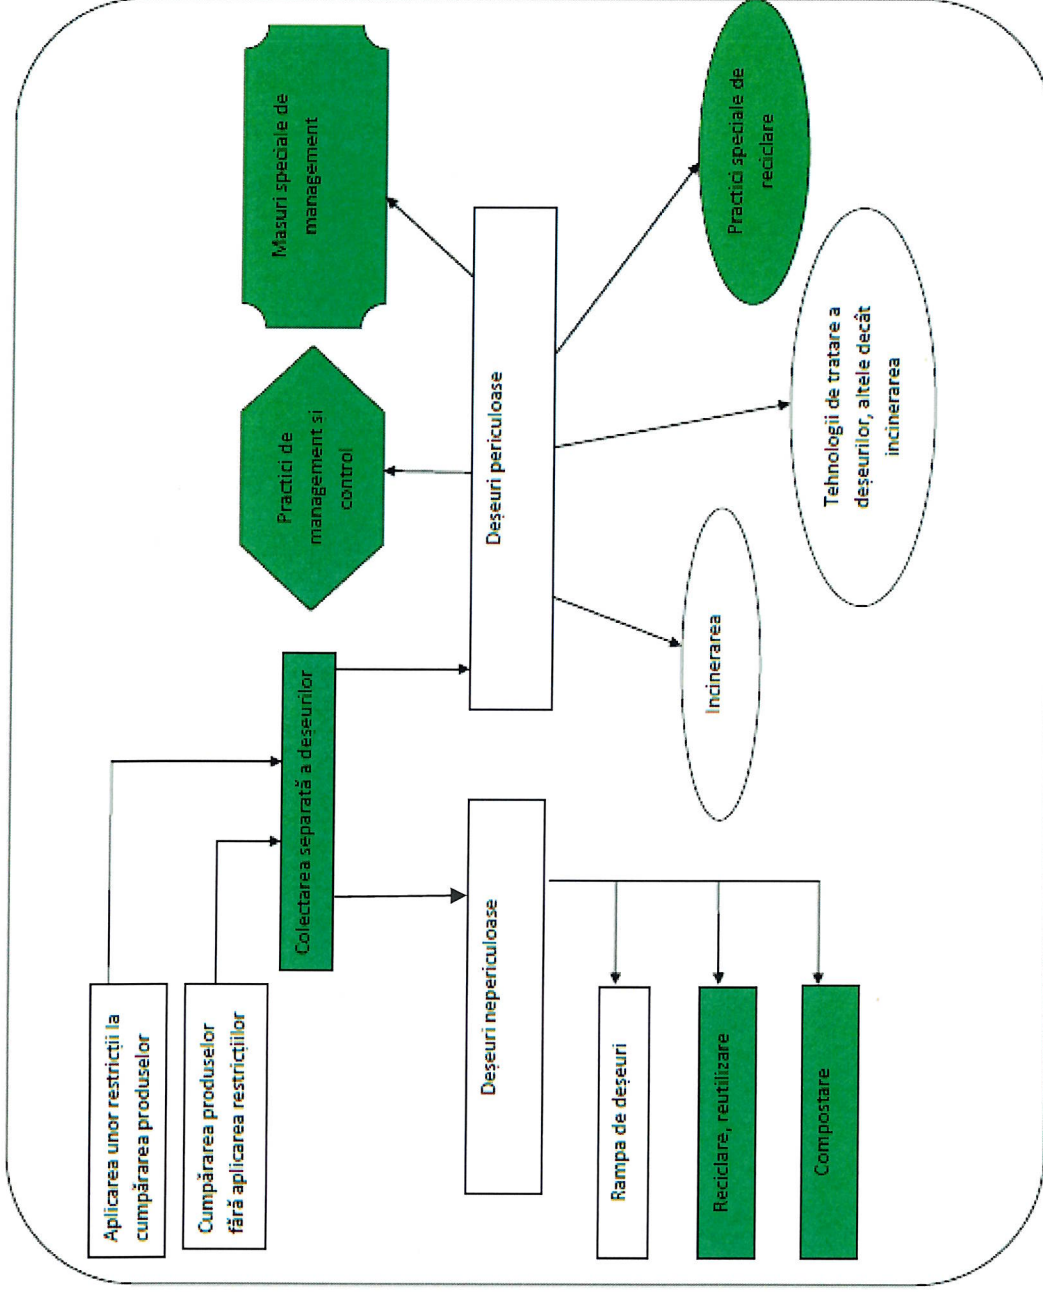 Aplicarea unor restricții la
cumpărarea produselor
Cumpărarea produselor
fără aplicarea restricțiilor
Colectarea separată a deșeurilor
Practici de
management si
control
Masuri speciale de
management
Deșeuri nepericuloase
Deșeuri periculoase
Rampa de deșeuri
Reciclare, reutilizare
Compostare
Incinerarea
Tehnologii de tratare a
deșeurilor, altele decât
incinerarea
Practici speciale de
reciclare